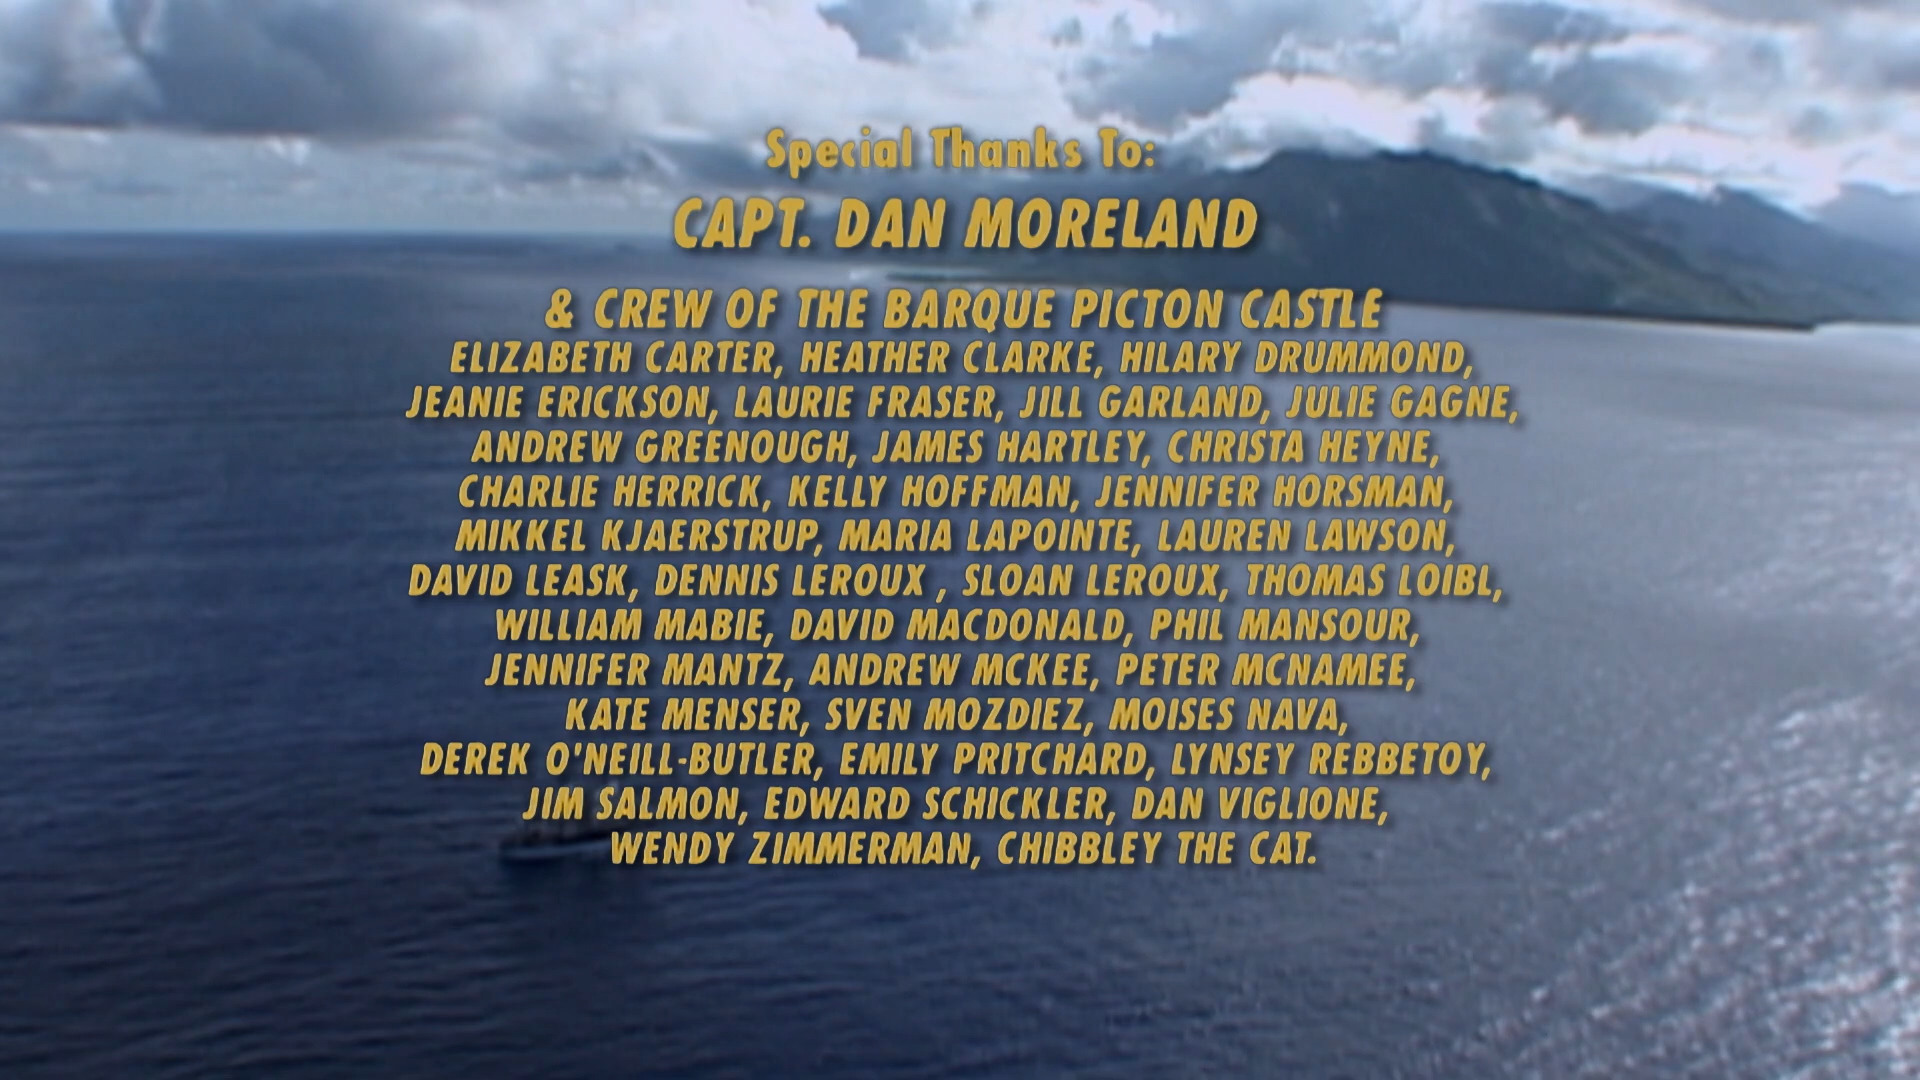 Special Thanks To:
CAPT. DAN MORELAND
& CREW OF THE BARQUE PICTON CASTLE
ELIZABETH CARTER, HEATHER CLARKE, HILARY DRUMMOND,
JEANIE ERICKSON, LAURIE FRASER, JILL GARLAND, JULIE GAGNE,
ANDREW GREENOUGH, JAMES HARTLEY, CHRISTA HEYNE,
CHARLIE HERRICK, KELLY HOFFMAN, JENNIFER HORSMAN,
MIKKEL KJAERSTRUP, MARIA LAPOINTE, LAUREN LAWSON,
DAVID LEASK, DENNIS LEROUX , SLOAN LEROUX, THOMAS LOIBL,
WILLIAM MABIE, DAVID MACDONALD, PHIL MANSOUR,
JENNIFER MANTZ, ANDREW MCKEE, PETER MCNAMEE,
KATE MENSER, SVEN MOZDIEZ, MOISES NAVA,
DEREK O'NEILL-BUTLER, EMILY PRITCHARD, LYNSEY REBBETOY,
JIM SALMON, EDWARD SCHICKLER, DAN VIGLIONE,
WENDY ZIMMERMAN, CHIBBLEY THE CAT.